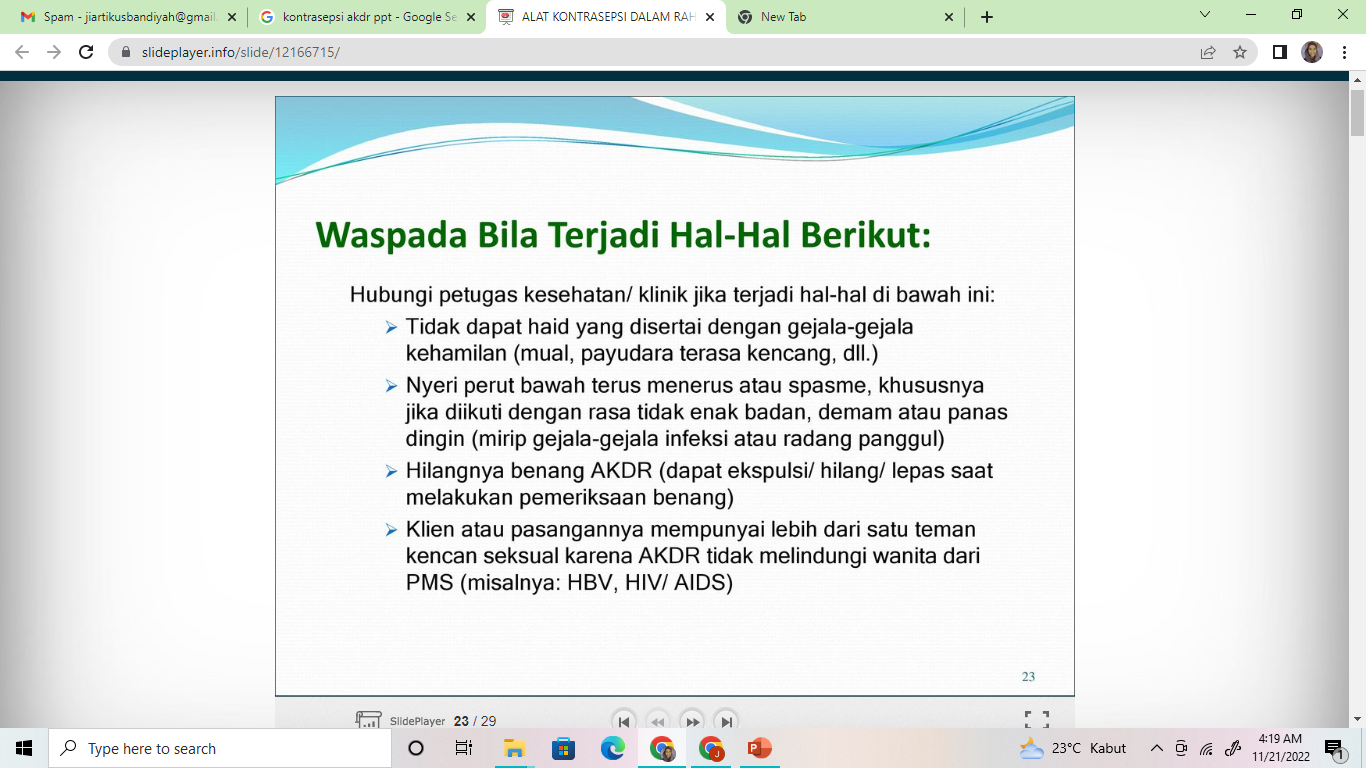 Spam - jiartikusbandiyah@gmail.
kontrasepsi akdr ppt - Google Se
ALAT KONTRASEPSI DALAM RAH
New Tab
slideplayer.info/slide/12166715/
Waspada Bila Terjadi Hal-Hal Berikut:
Hubungi petugas kesehatan/ klinik jika terjadi hal-hal di bawah ini:
Tidak dapat haid yang disertai dengan gejala-gejala
kehamilan (mual, payudara terasa kencang, dll.)
Nyeri perut bawah terus menerus atau spasme, khususnya
jika diikuti dengan rasa tidak enak badan, demam atau panas
dingin (mirip gejala-gejala infeksi atau radang panggul)
Hilangnya benang AKDR (dapat ekspulsi/ hilang/ lepas saat
melakukan pemeriksaan benang)
Klien atau pasangannya mempunyai lebih dari satu teman
kencan seksual karena AKDR tidak melindungi wanita dari
PMS (misalnya: HBV, HIV/ AIDS)
23
SlidePlayer 23 / 29
Type here to search
23°C Kabut
4:19 AM
11/21/2022
1